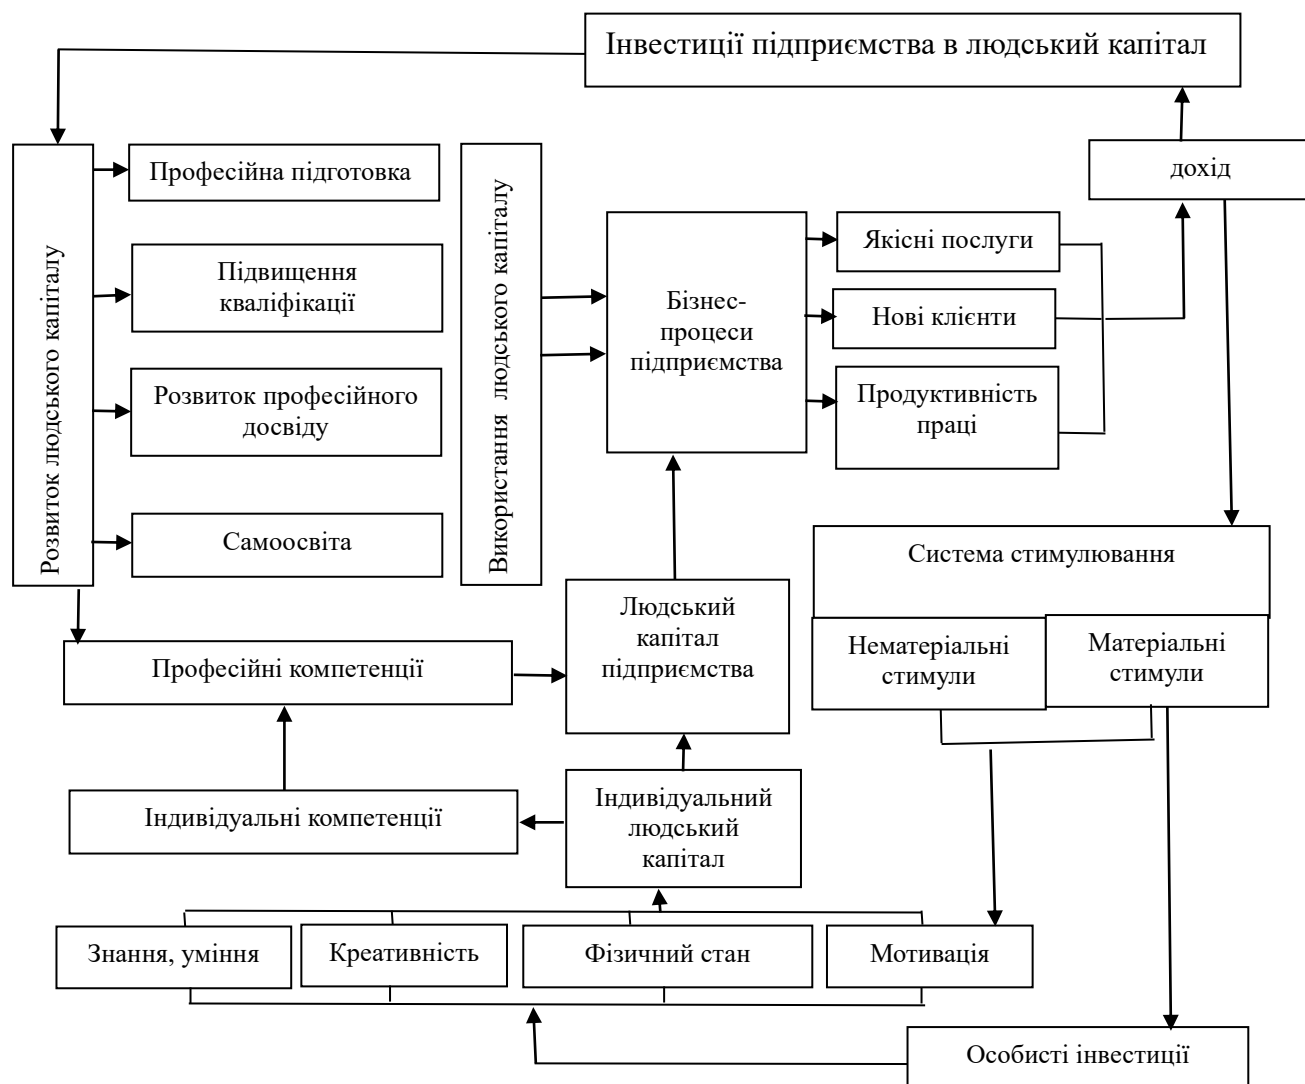 Інвестиції підприємства в людський капітал
дохід
Розвиток людського капіталу
Професійна підготовка
Підвищення
кваліфікації
Розвиток професійного
досвіду
Самоосвіта
Використання людського капіталу
Бізнес-
процеси
підприємства
Якісні послуги
Нові клієнти
Продуктивність
праці
Система стимулювання
Нематеріальні
стимули
Матеріальні
стимули
Людський
капітал
підприємства
Професійні компетенції
Індивідуальні компетенції
Індивідуальний
людський
капітал
Знання, уміння
Креативність
Фізичний стан
Мотивація
Особисті інвестиції